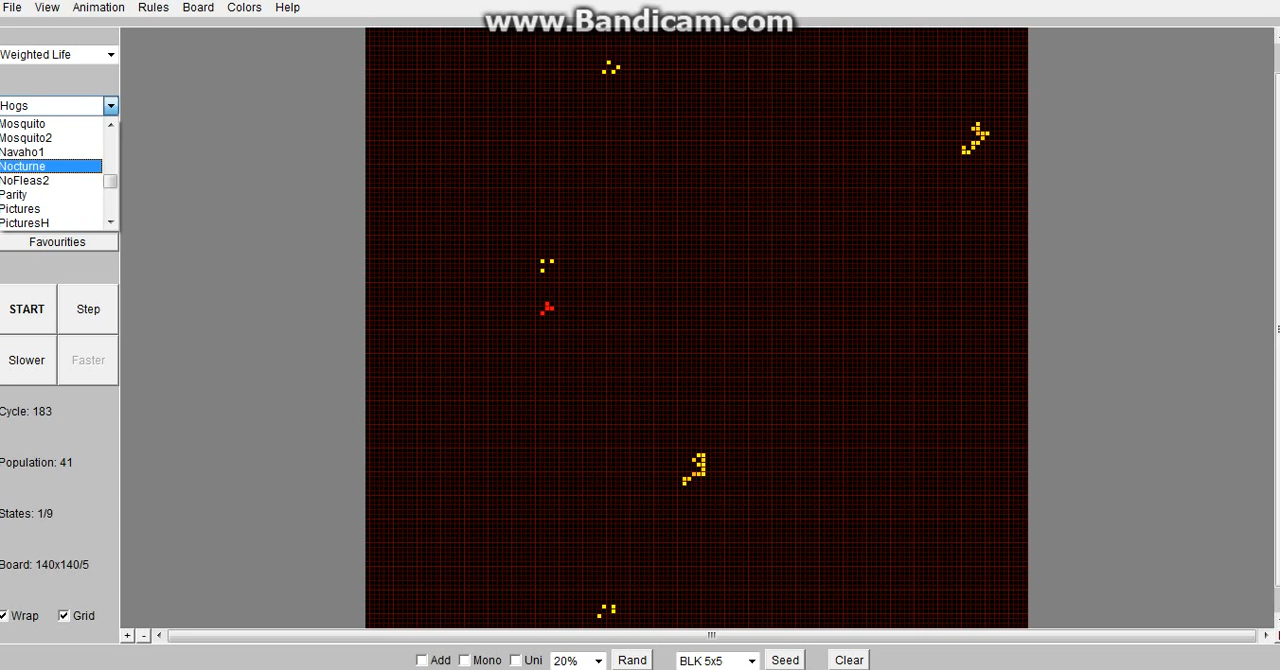 File View Animation Rules Board Colors Help
www.Bandicam.com
Weighted Life
Hogs
Mosquito
Mosquito2
Navaho1
Nocturne
NoFleas2
Parity
Pictures
PicturesH
Favourities
START Step
Slower Faster
Cycle: 183
Population: 41
States: 1/9
Board: 140x140/5
Wrap Grid
+ -
Add Mono Uni 20% Rand BLK 5x5 Seed Clear